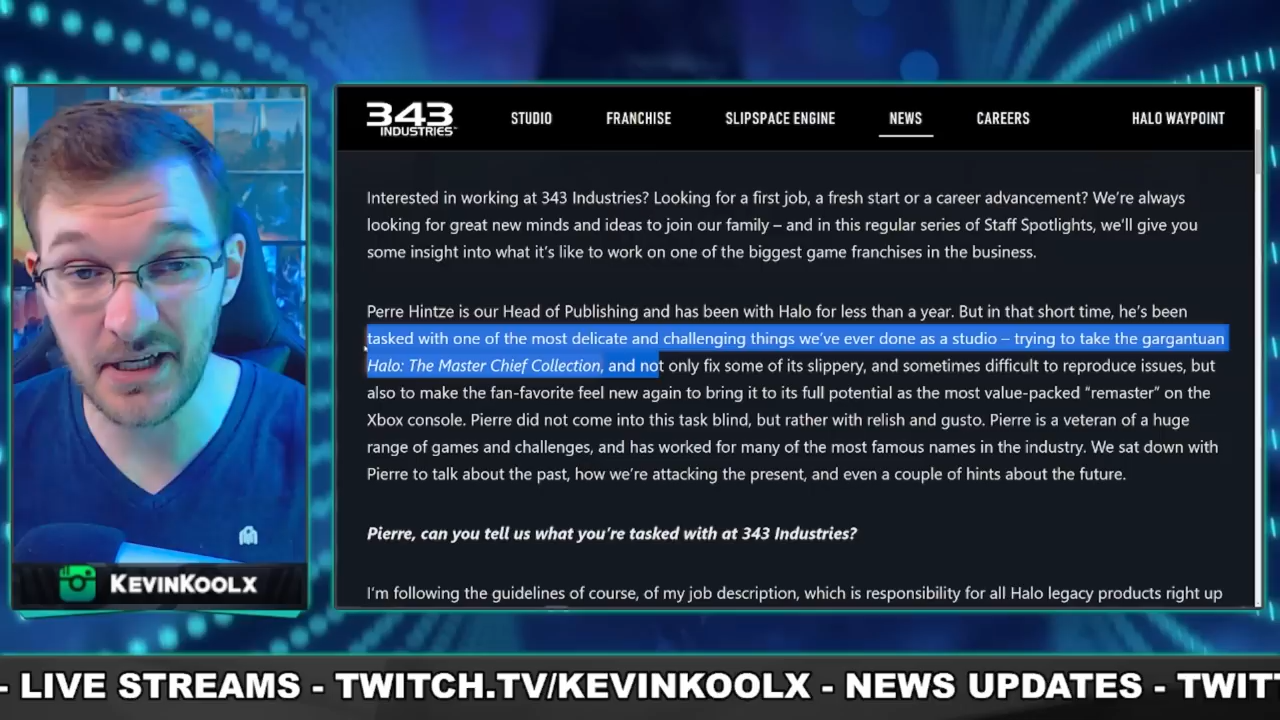 343
INDUSTRIES
STUDIO
FRANCHISE
SLIPSPACE ENGINE
NEWS
CAREERS
HALO WAYPOINT
Interested in working at 343 Industries? Looking for a first job, a fresh start or a career advancement? We're always
looking for great new minds and ideas to join our family – and in this regular series of Staff Spotlights, we'll give you
some insight into what it's like to work on one of the biggest game franchises in the business.
Perre Hintze is our Head of Publishing and has been with Halo for less than a year. But in that short time, he's been
tasked with one of the most delicate and challenging things we've ever done as a studio – trying to take the gargantuan
Halo: The Master Chief Collection, and not only fix some of its slippery, and sometimes difficult to reproduce issues, but
also to make the fan-favorite feel new again to bring it to its full potential as the most value-packed “remaster” on the
Xbox console. Pierre did not come into this task blind, but rather with relish and gusto. Pierre is a veteran of a huge
range of games and challenges, and has worked for many of the most famous names in the industry. We sat down with
Pierre to talk about the past, how we're attacking the present, and even a couple of hints about the future.
Pierre, can you tell us what you're tasked with at 343 Industries?
I'm following the guidelines of course, of my job description, which is responsibility for all Halo legacy products right up
KEVINKOOLX
- LIVE STREAMS - TWITCH.TV/KEVINKOOLX - NEWS UPDATES - TWITT